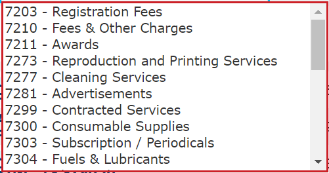 7203 - Registration Fees
7210 - Fees & Other Charges
7211 - Awards
7273 - Reproduction and Printing Services
7277 - Cleaning Services
7281 - Advertisements
7299 - Contracted Services
7300 - Consumable Supplies
7303 - Subscription / Periodicals
7304 - Fuels & Lubricants